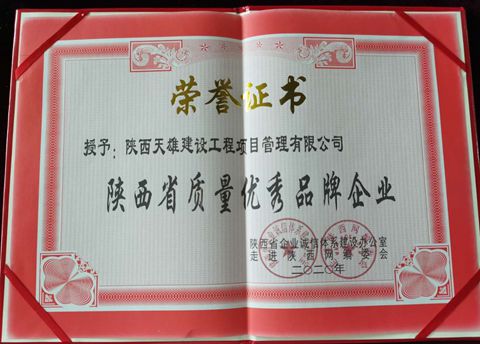 荣誉证书
授予：陕西天雄建设工程项目管理有限公司
陕西省质量优秀品牌企业
陕西省企业诚信体系建设办公室
走进陕西网编委会
二〇二〇年